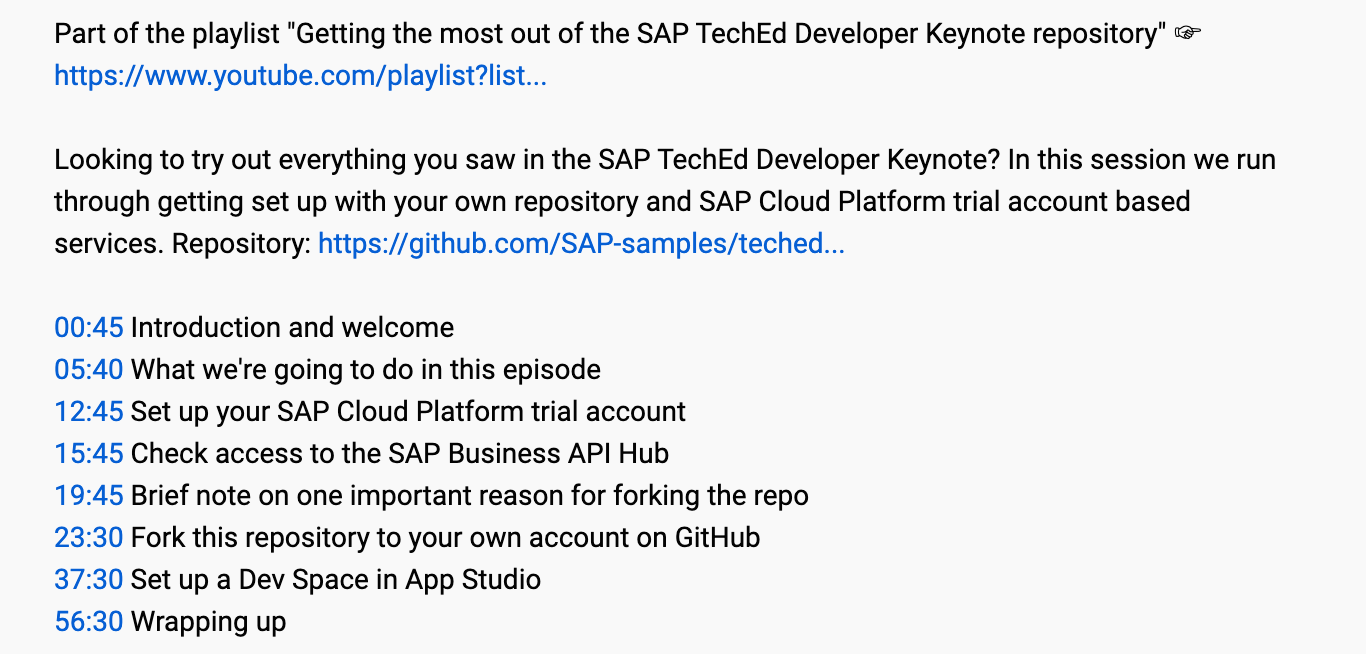 Part of the playlist "Getting the most out of the SAP TechEd Developer Keynote repository" ☞
https://www.youtube.com/playlist?list...
Looking to try out everything you saw in the SAP TechEd Developer Keynote? In this session we run
through getting set up with your own repository and SAP Cloud Platform trial account based
services. Repository: https://github.com/SAP-samples/teched...
00:45 Introduction and welcome
05:40 What we're going to do in this episode
12:45 Set up your SAP Cloud Platform trial account
15:45 Check access to the SAP Business API Hub
19:45 Brief note on one important reason for forking the repo
23:30 Fork this repository to your own account on GitHub
37:30 Set up a Dev Space in App Studio
56:30 Wrapping up